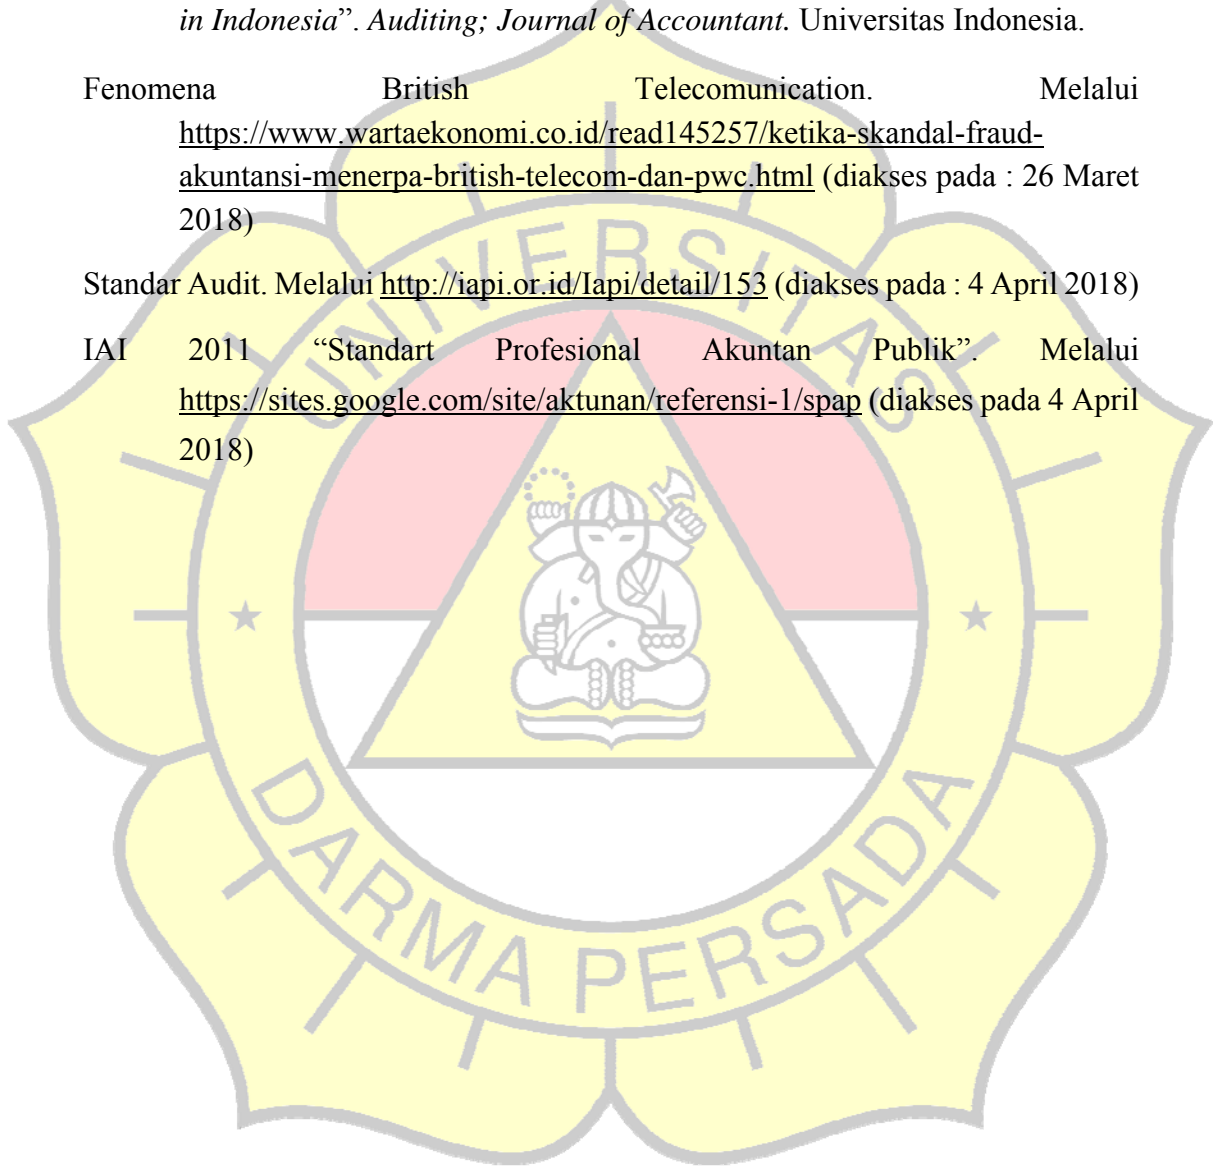 in Indonesia”. Auditing; Journal of Accountant. Universitas Indonesia.
Fenomena British Telecomunication. Melalui
https://www.wartaekonomi.co.id/read145257/ketika-skandal-fraud-
akuntansi-menerpa-british-telecom-dan-pwc.html (diakses pada : 26 Maret
2018)
Standar Audit. Melalui http://iapi.or.id/Iapi/detail/153 (diakses pada : 4 April 2018)
IAI 2011 “Standart Profesional Akuntan Publik”. Melalui
https://sites.google.com/site/aktunan/referensi-1/spap (diakses pada 4 April
2018)
UNIVERSITAS
DARMA PERSADA